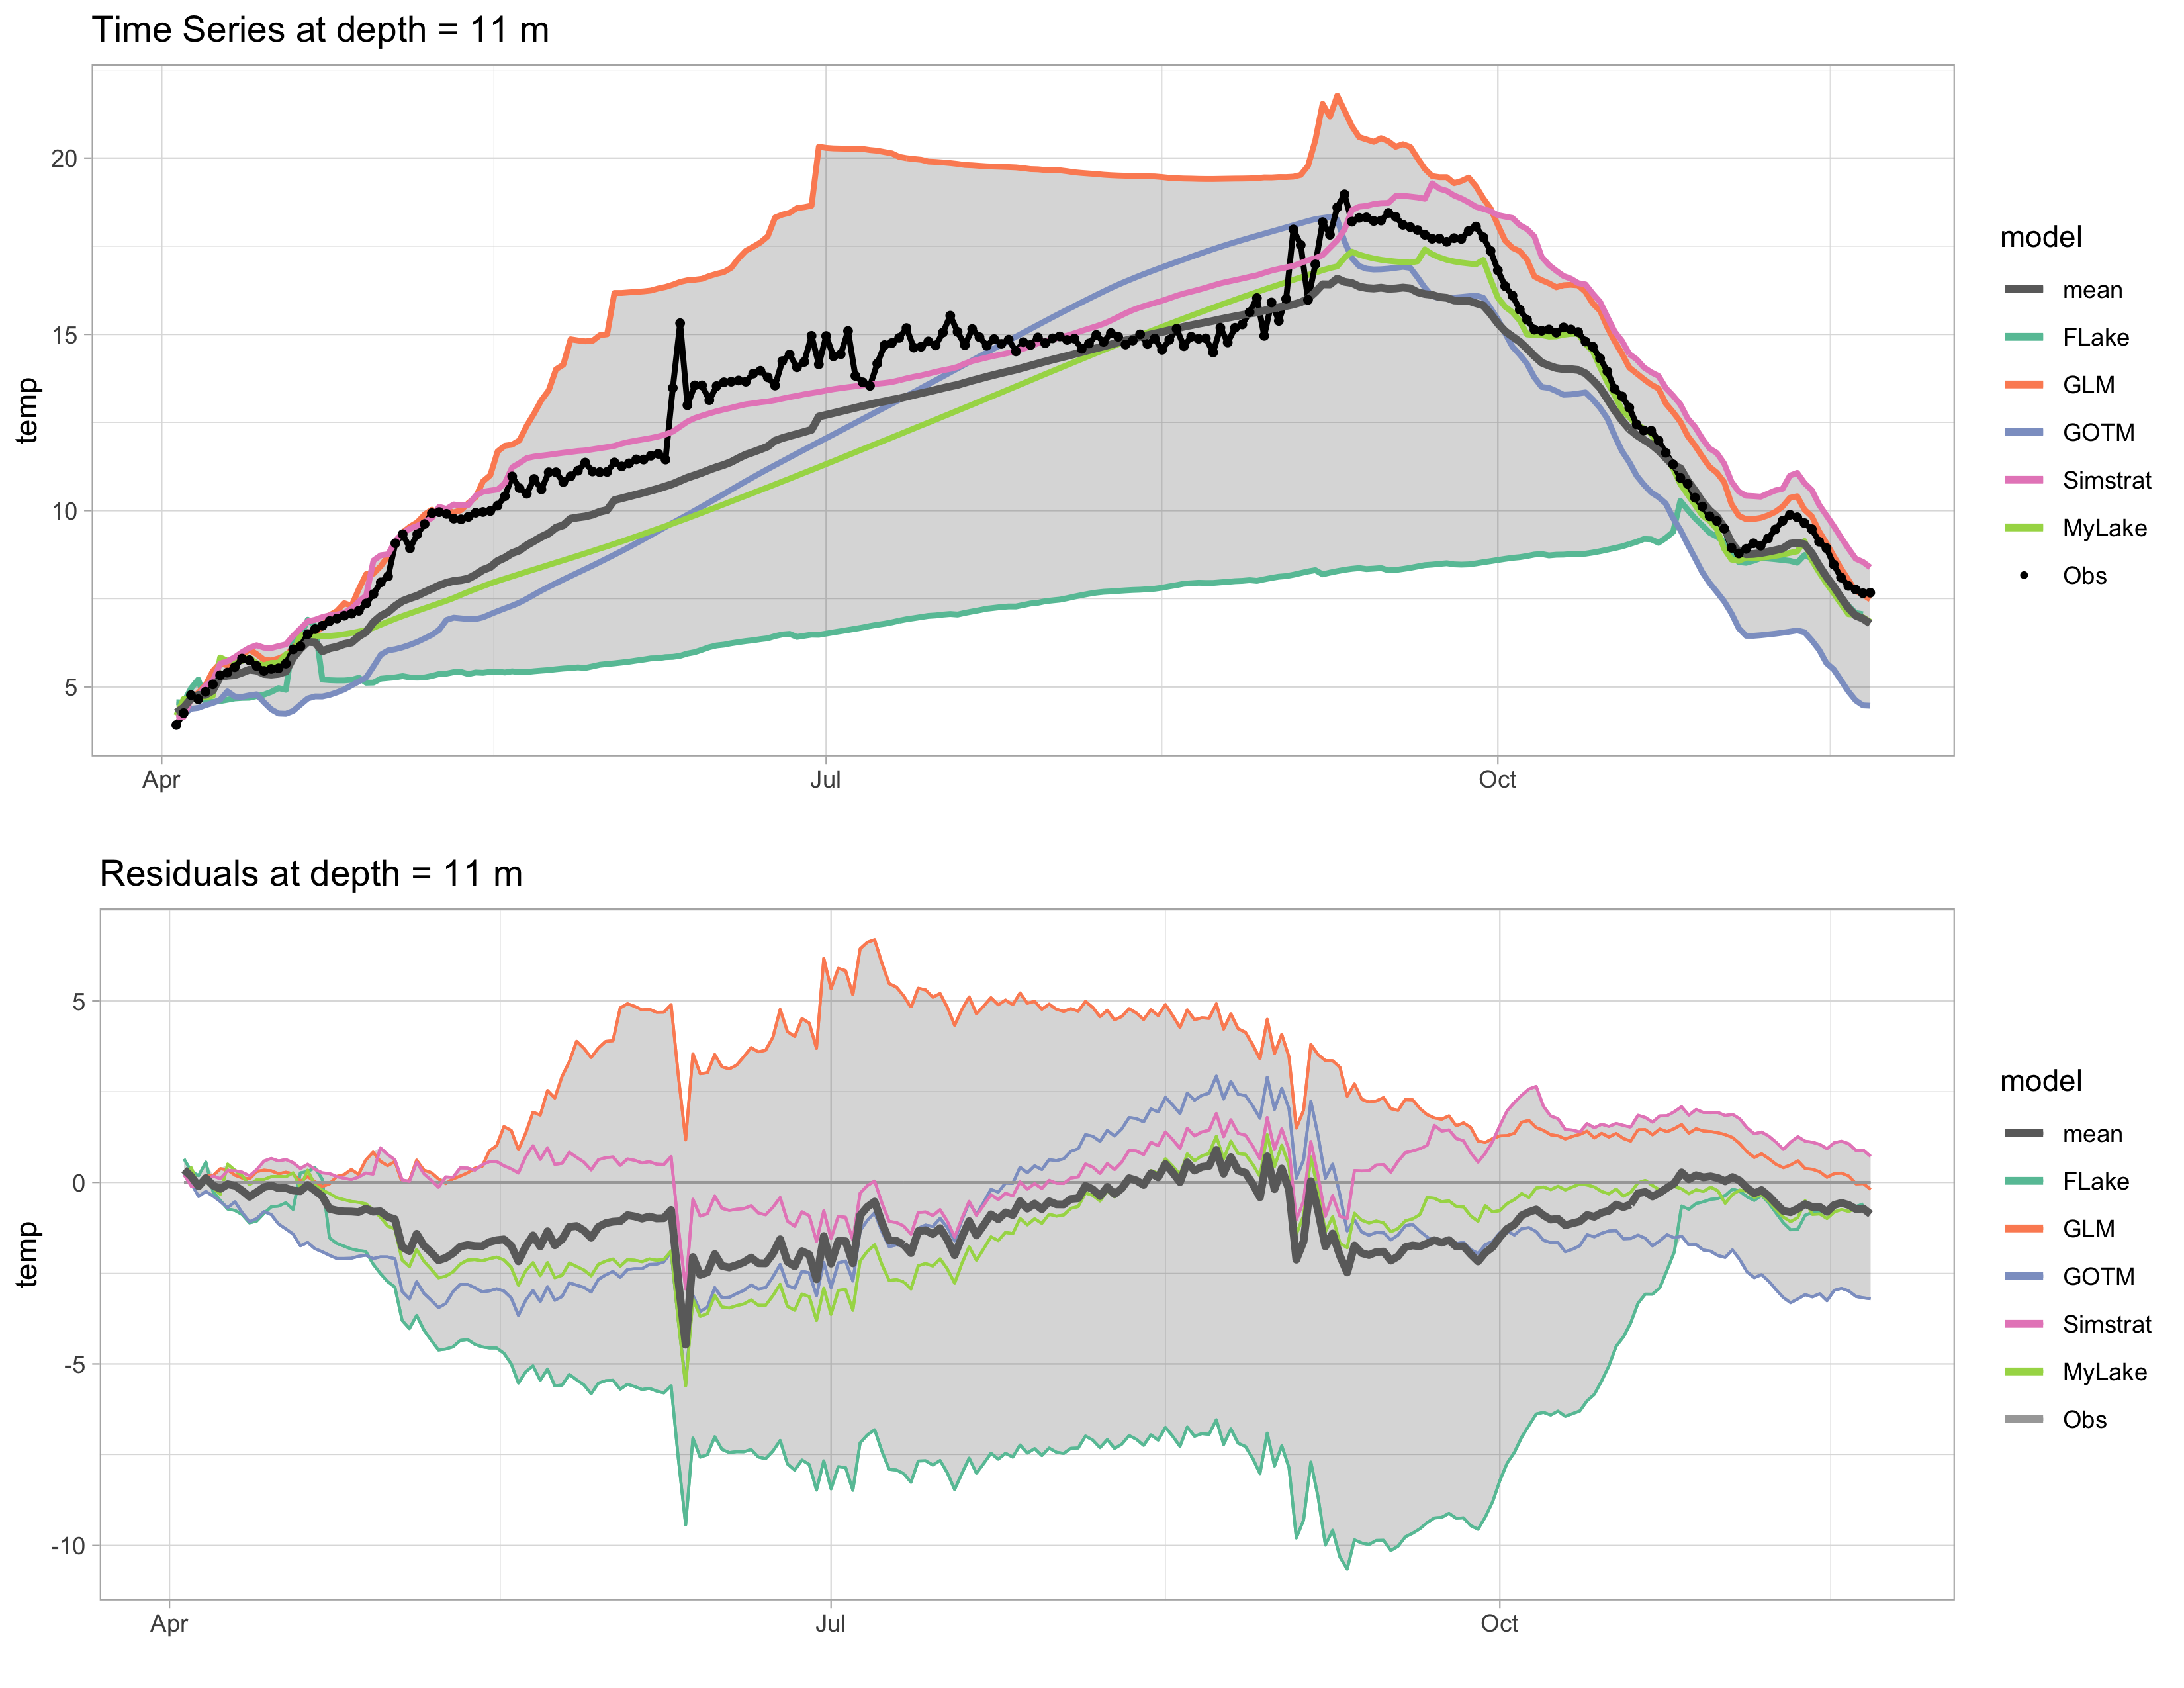 Time Series at depth = 11 m
temp
20
15
10
5
Apr
Jul
Oct
model
mean
FLake
GLM
GOTM
Simstrat
MyLake
Obs
Residuals at depth = 11 m
temp
5
0
-5
-10
Apr
Jul
Oct
model
mean
FLake
GLM
GOTM
Simstrat
MyLake
Obs